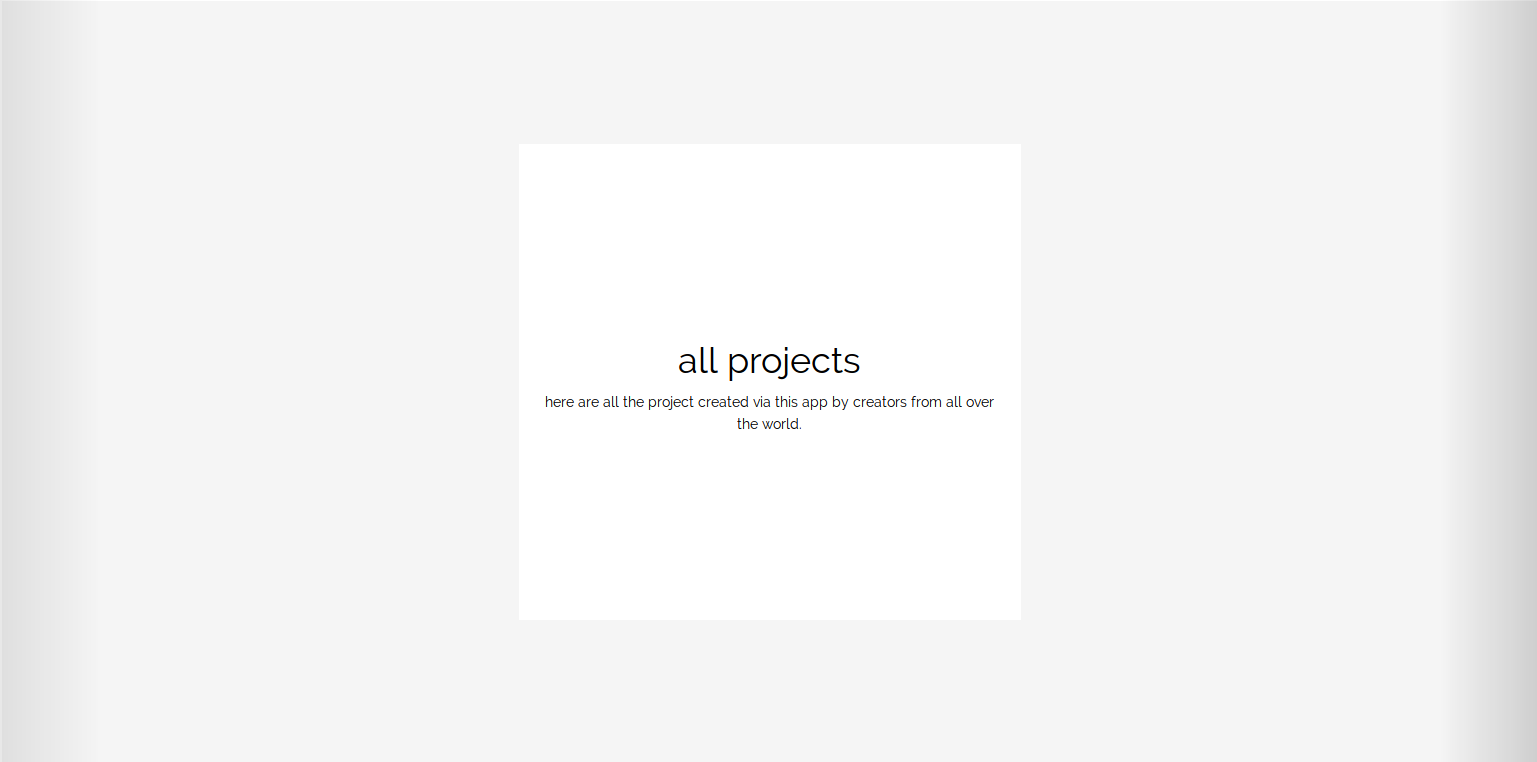 all projects
here are all the project created via this app by creators from all over
the world.